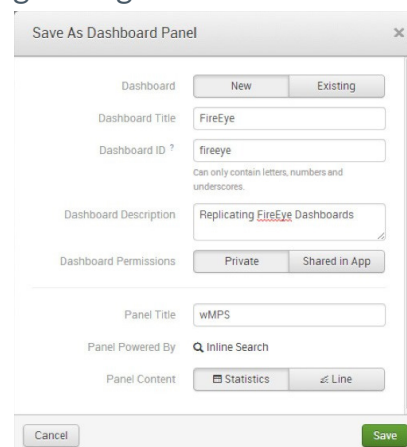 Save As Dashboard Panel ×
Dashboard New Existing
Dashboard Title FireEye
Dashboard ID ? fireeye
Can only contain letters, numbers and
underscores.
Dashboard Description Replicating FireEye Dashboards
Dashboard Permissions Private Shared in App
Panel Title wMPS
Panel Powered By Inline Search
Panel Content Statistics Line
Cancel Save